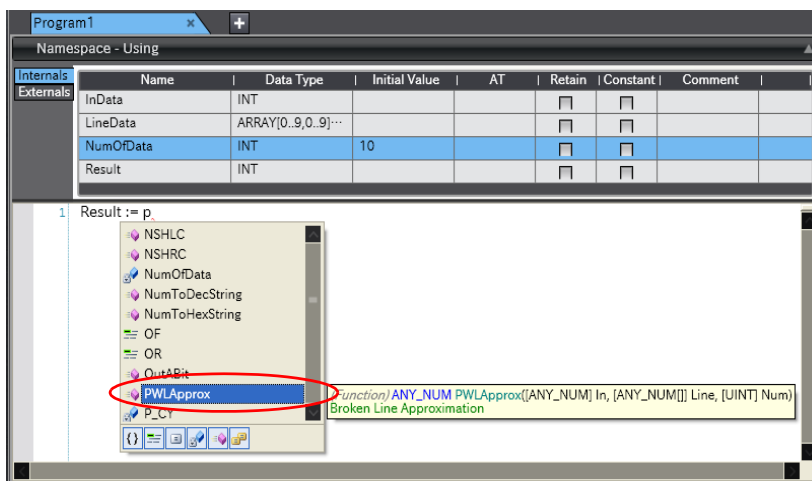 Program1 x +
Namespace - Using
Internals
Externals
Name Data Type Initial Value AT Retain Constant Comment
InData INT
LineData ARRAY[0..9,0..9]···
NumOfData INT 10
Result INT
1 Result := p
NSHLC
NSHRC
NumOfData
NumToDecString
NumToHexString
OF
OR
OutABit
PWLApprox
(Function) ANY_NUM PWLApprox([ANY_NUM] In, [ANY_NUM[]] Line, [UINT] Num)
Broken Line Approximation
P_CY
{}